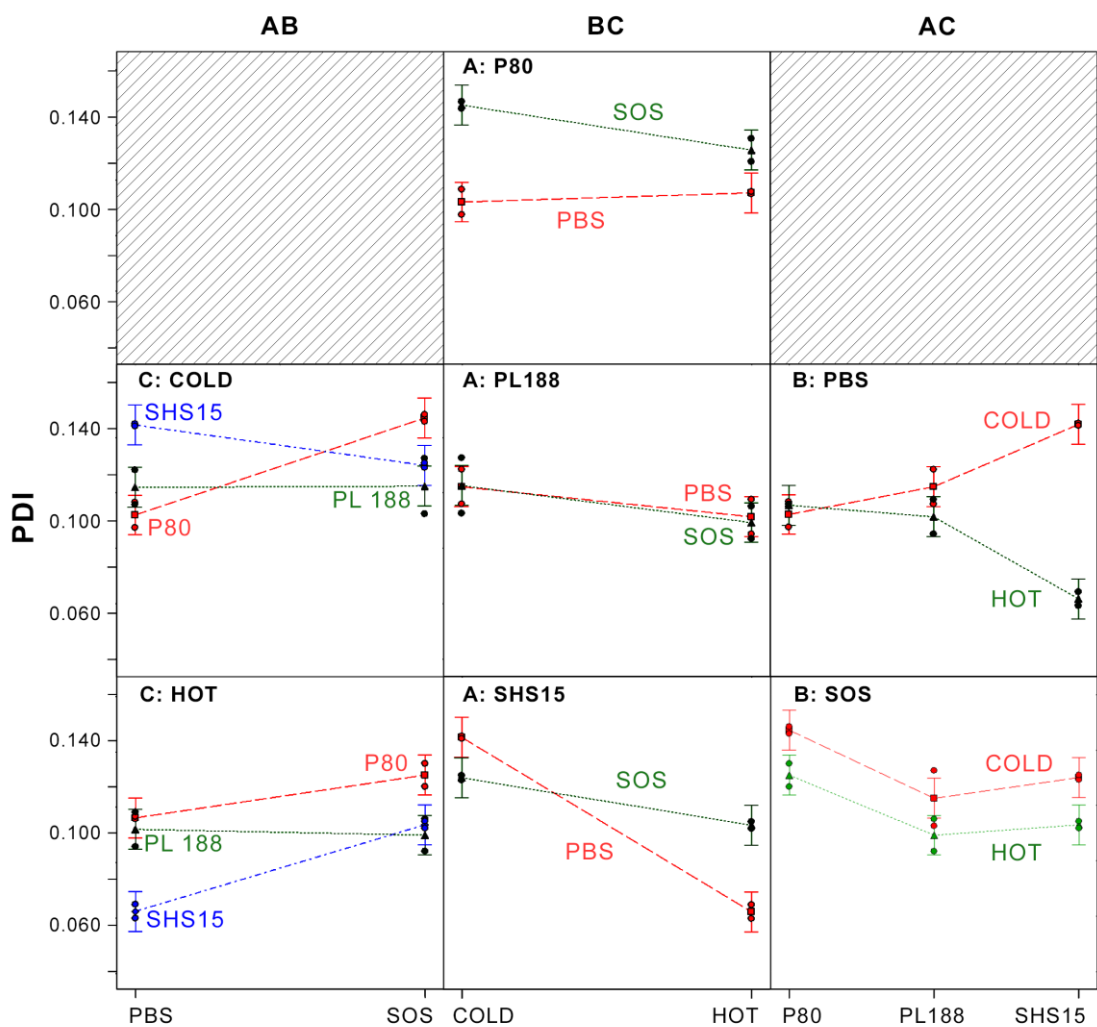 AB BC AC
A: P80
0.140
SOS
0.100
PBS
0.060
C: COLD A: PL188 B: PBS
SHS15
COLD
0.140
PBS
PL 188
0.100
P80
SOS
HOT
0.060
PDI
C: HOT A: SHS15 B: SOS
0.140
P80
SOS
COLD
0.100
PL 188
PBS
HOT
SHS15
0.060
PBS SOS COLD HOT P80 PL188 SHS15